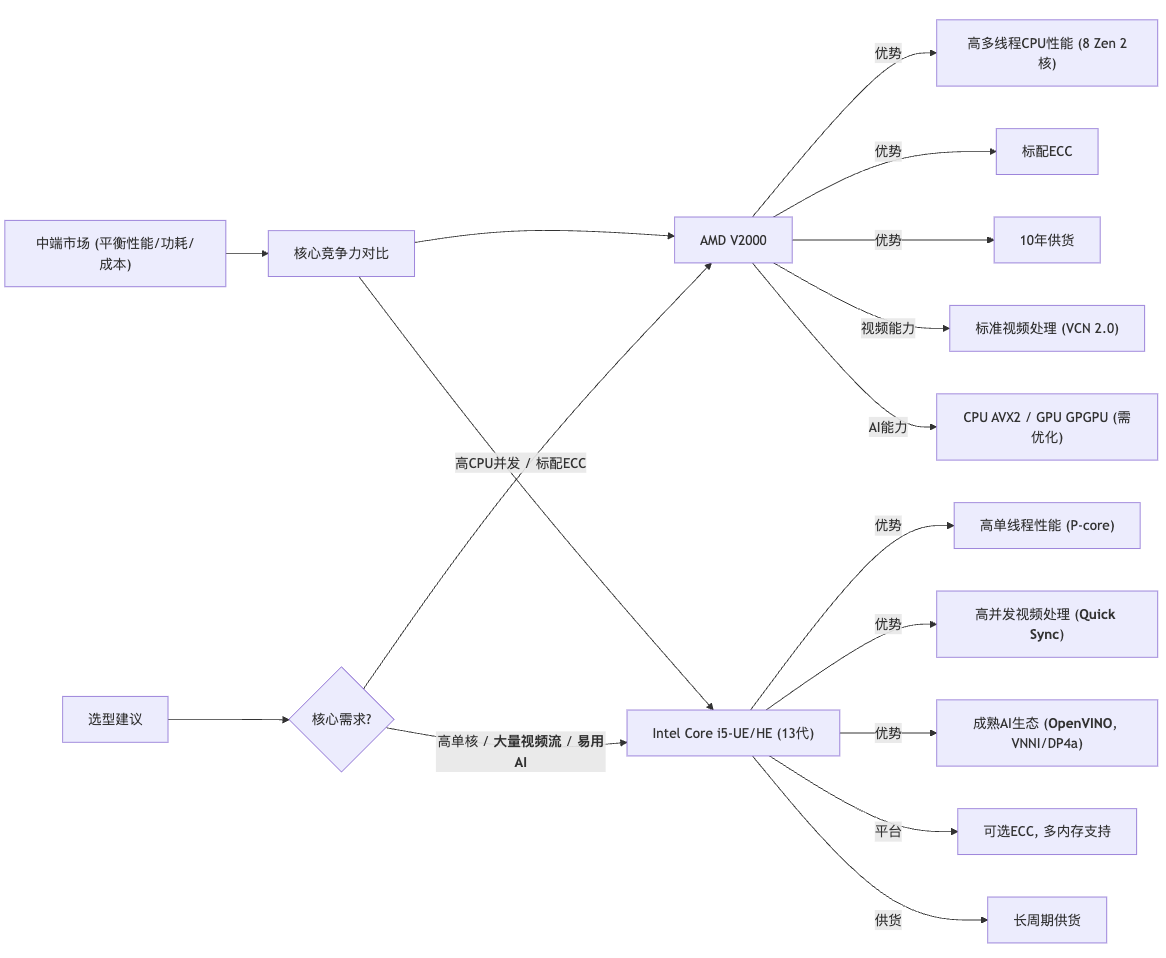 中端市场 (平衡性能/功耗/
成本)
核心竞争力对比
AMD V2000
优势
高多线程CPU性能 (8 Zen 2
核)
优势
标配ECC
优势
10年供货
视频能力
标准视频处理 (VCN 2.0)
AI能力
CPU AVX2 / GPU GPGPU (需
优化)
高CPU并发 / 标配ECC
选型建议
核心需求?
高单核 / 大量视频流 / 易用
AI
Intel Core i5-UE/HE (13代)
优势
高单线程性能 (P-core)
优势
高并发视频处理 (Quick
Sync)
优势
成熟AI生态 (OpenVINO,
VNNI/DP4a)
平台
可选ECC, 多内存支持
供货
长周期供货